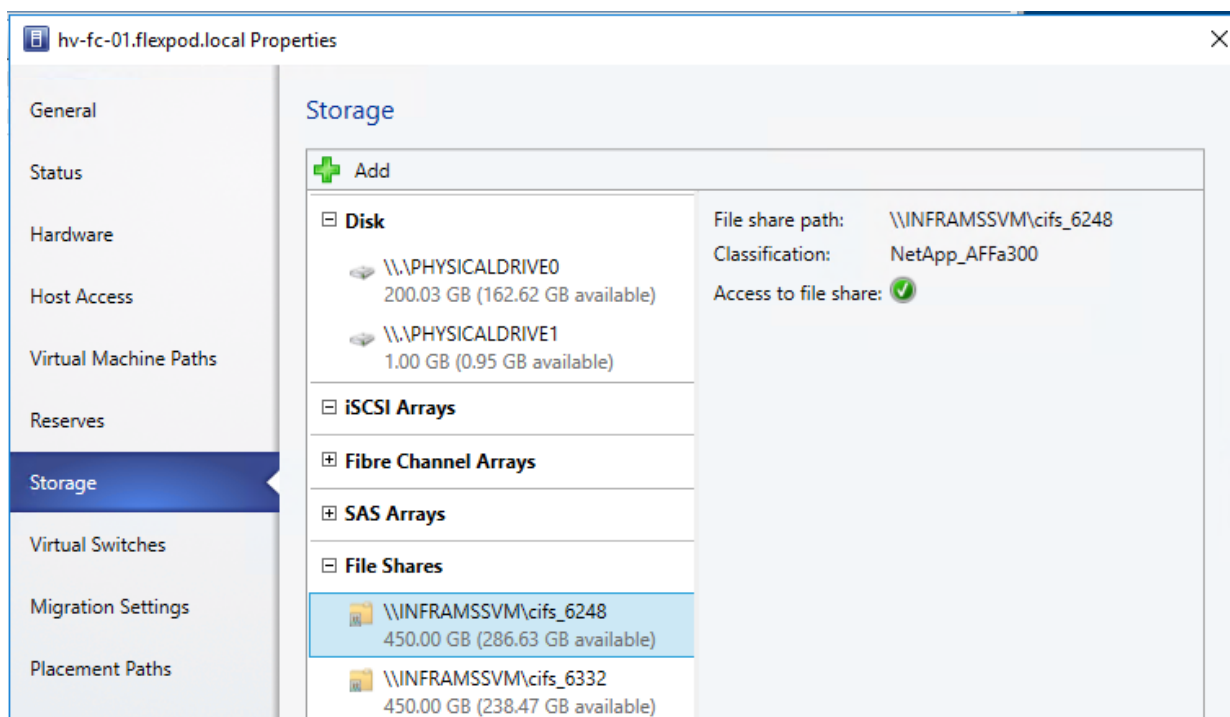 hv-fc-01.flexpod.local Properties
General
Status
Hardware
Host Access
Virtual Machine Paths
Reserves
Storage
Virtual Switches
Migration Settings
Placement Paths
Storage
Add
Disk
\\.\PHYSICALDRIVE0
200.03 GB (162.62 GB available)
\\.\PHYSICALDRIVE1
1.00 GB (0.95 GB available)
iSCSI Arrays
Fibre Channel Arrays
SAS Arrays
File Shares
\\INFRAMSSVM\cifs_6248
450.00 GB (286.63 GB available)
\\INFRAMSSVM\cifs_6332
450.00 GB (238.47 GB available)
File share path: \\INFRAMSSVM\cifs_6248
Classification: NetApp_AFFa300
Access to file share: